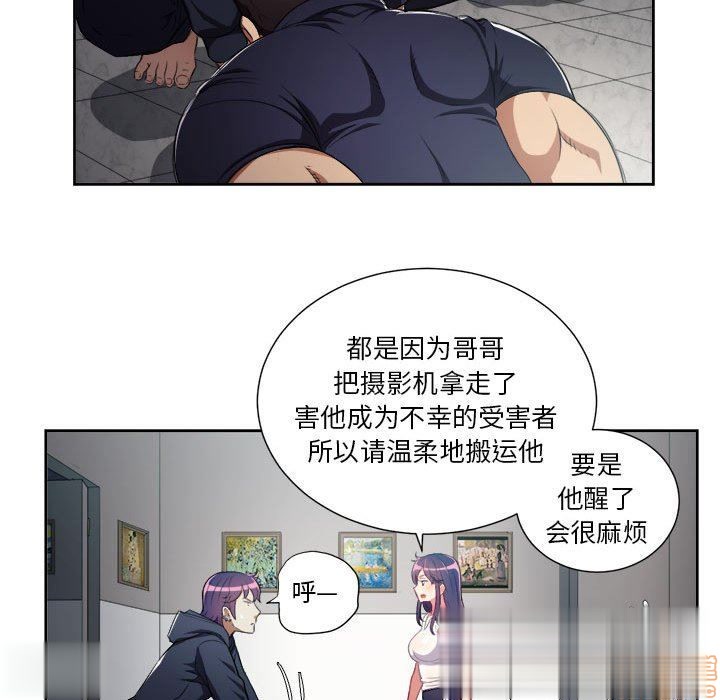 都是因为哥哥
把摄影机拿走了
害他成为不幸的受害者
所以请温柔地搬运他
要是
他醒了
会很麻烦
呼—